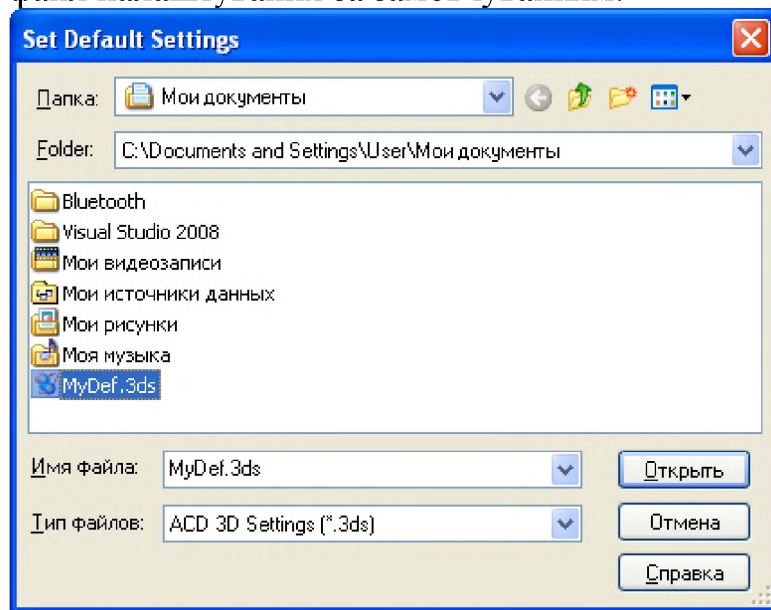 Set Default Settings
Папка: Мои документы
Folder: C:\Documents and Settings\User\Мои документы
Bluetooth
Visual Studio 2008
Мои видеозаписи
Мои источники данных
Мои рисунки
Моя музыка
MyDef.3ds
Имя файла: MyDef.3ds Открыть
Тип файлов: ACD 3D Settings (*.3ds) Отмена
Справка